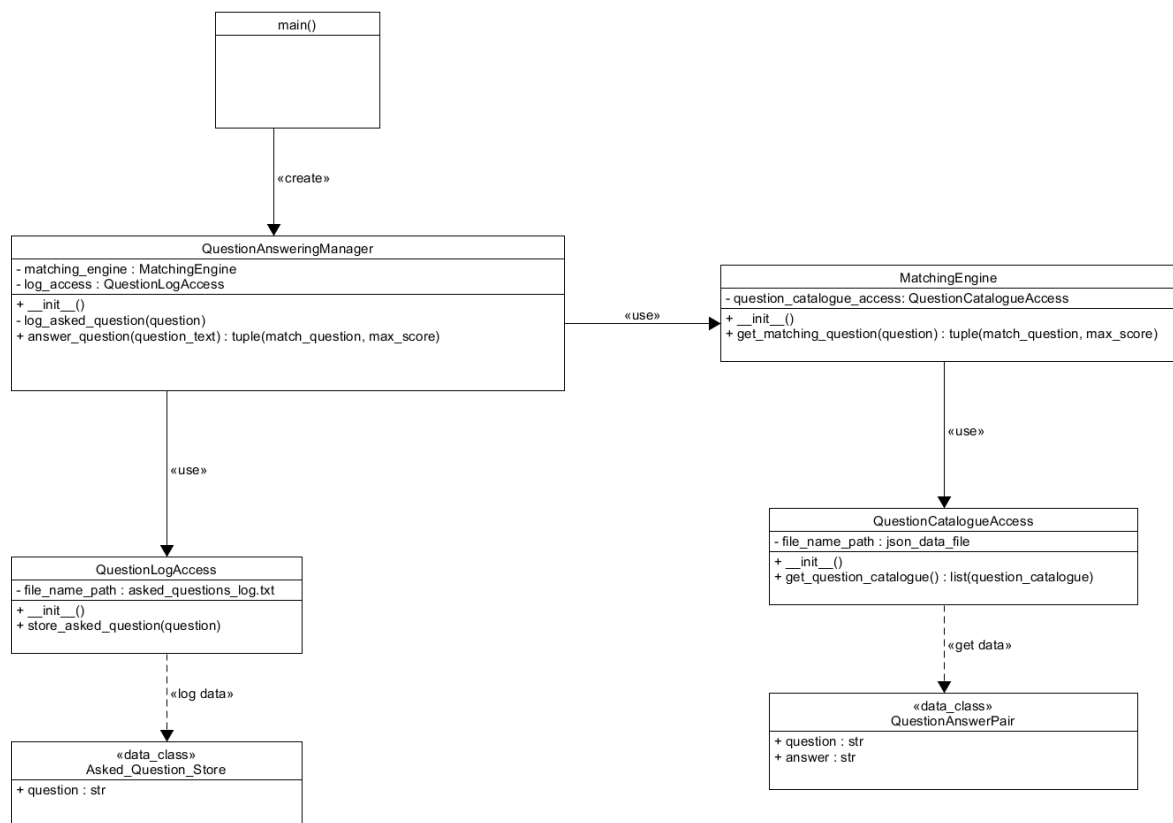 main()
«create»
QuestionAnsweringManager
- matching_engine : MatchingEngine
- log_access : QuestionLogAccess
+ __init__()
- log_asked_question(question)
+ answer_question(question_text) : tuple(match_question, max_score)
«use»
MatchingEngine
- question_catalogue_access: QuestionCatalogueAccess
+ __init__()
+ get_matching_question(question) : tuple(match_question, max_score)
«use»
«use»
QuestionLogAccess
- file_name_path : asked_questions_log.txt
+ __init__()
+ store_asked_question(question)
«log data»
«data_class»
Asked_Question_Store
+ question : str
QuestionCatalogueAccess
- file_name_path : json_data_file
+ __init__()
+ get_question_catalogue() : list(question_catalogue)
«get data»
«data_class»
QuestionAnswerPair
+ question : str
+ answer : str